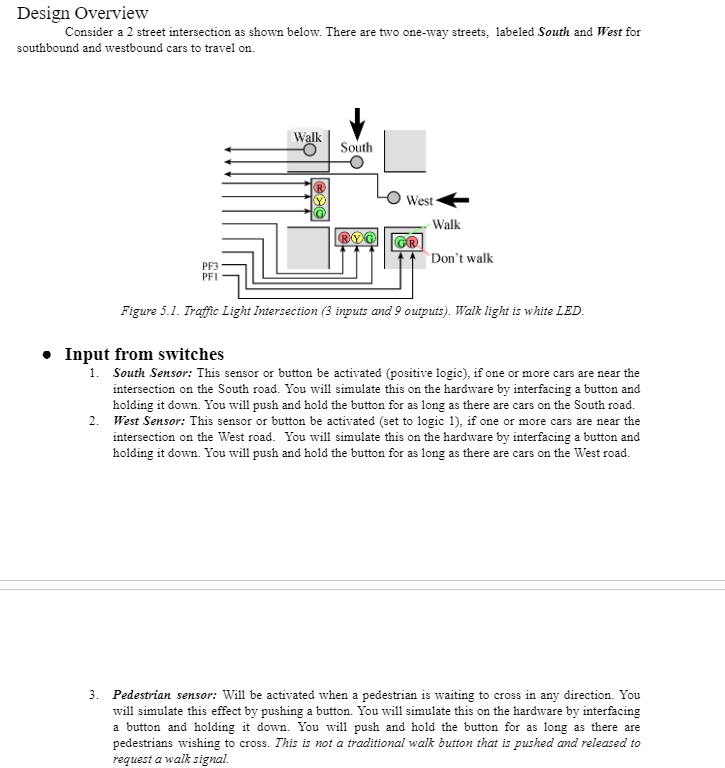 Design Overview
Consider a 2 street intersection as shown below. There are two one-way streets, labeled South and West for
southbound and westbound cars to travel on.
Walk
South
R
Y
G
West
Walk
R Y G
G R
Don't walk
PF3
PF1
Figure 5.1. Traffic Light Intersection (3 inputs and 9 outputs). Walk light is white LED.
• Input from switches
1. South Sensor: This sensor or button be activated (positive logic), if one or more cars are near the
intersection on the South road. You will simulate this on the hardware by interfacing a button and
holding it down. You will push and hold the button for as long as there are cars on the South road.
2. West Sensor: This sensor or button be activated (set to logic 1), if one or more cars are near the
intersection on the West road. You will simulate this on the hardware by interfacing a button and
holding it down. You will push and hold the button for as long as there are cars on the West road.
3. Pedestrian sensor: Will be activated when a pedestrian is waiting to cross in any direction. You
will simulate this effect by pushing a button. You will simulate this on the hardware by interfacing
a button and holding it down. You will push and hold the button for as long as there are
pedestrians wishing to cross. This is not a traditional walk button that is pushed and released to
request a walk signal.